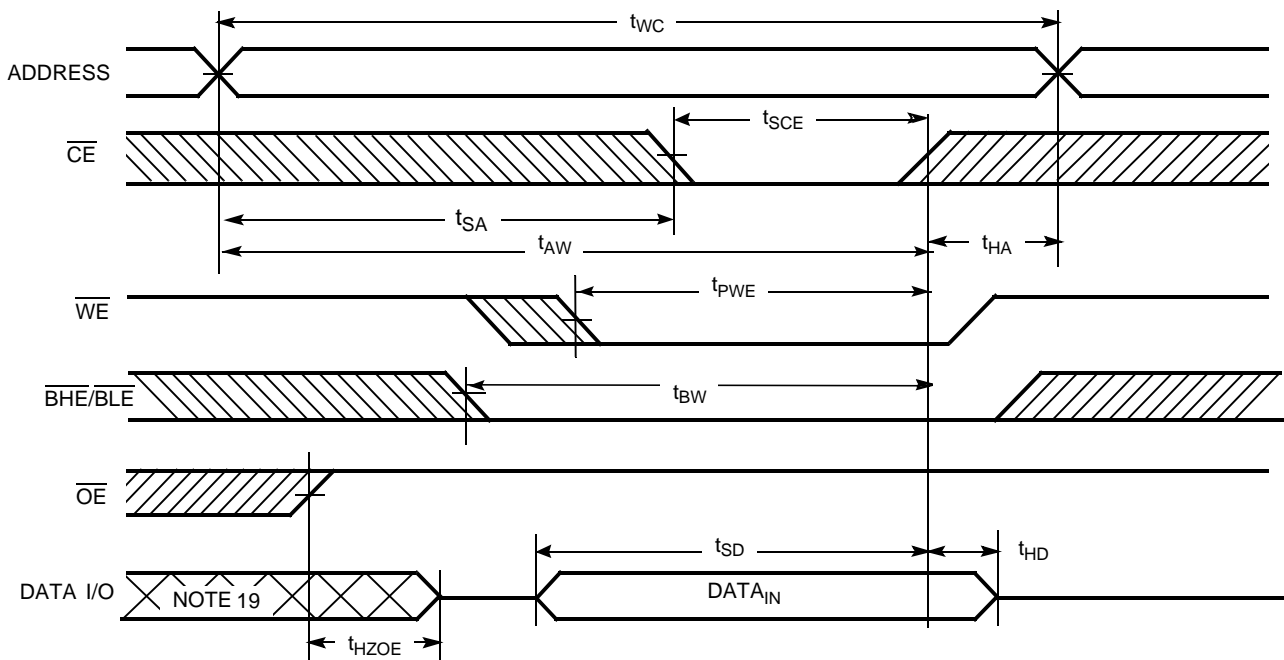 tWC
ADDRESS
tSCE
CE
tSA
tAW
tHA
tPWE
WE
tBW
BHE/BLE
OE
tSD
tHD
DATA I/O
NOTE 19
DATAIN
tHZOE